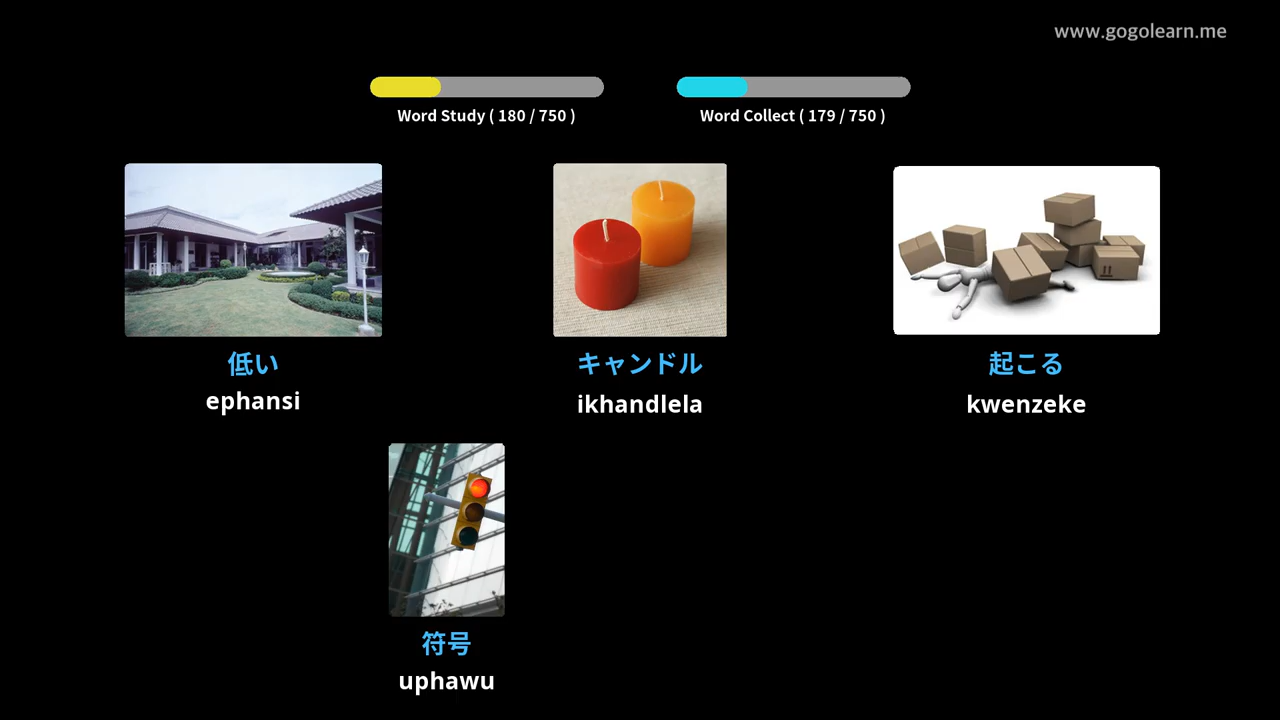 www.gogolearn.me
Word Study ( 180 / 750 )
Word Collect ( 179 / 750 )
低い
ephansi
キャンドル
ikhandlela
起こる
kwenzeke
符号
uphawu